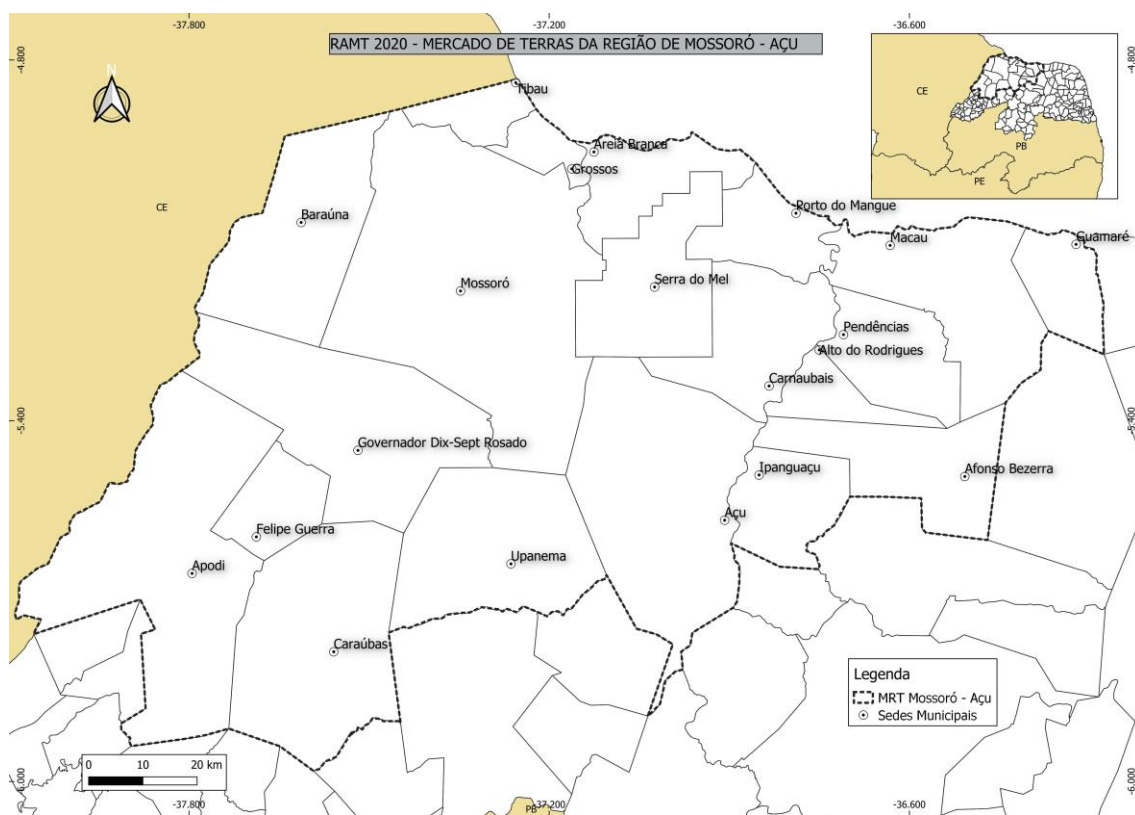 -37.800
-37.200
-36.600
RAMT 2020 - MERCADO DE TERRAS DA REGIÃO DE MOSSORÓ - AÇU
-4.800
-4.800
N
CE
PB
PE
Tibau
Areia Branca
Grossos
CE
Baraúna
Porto do Mangue
Macau
Guamaré
Mossoró
Serra do Mel
Pendências
Alto do Rodrigues
Carnaubais
-5.400
-5.400
Governador Dix-Sept Rosado
Ipanguaçu
Afonso Bezerra
Açu
Felipe Guerra
Upanema
Apodi
Caraúbas
Legenda
MRT Mossoró - Açu
Sedes Municipais
0 10 20 km
-6.000
-6.000
-37.800
-37.200
-36.600
PB